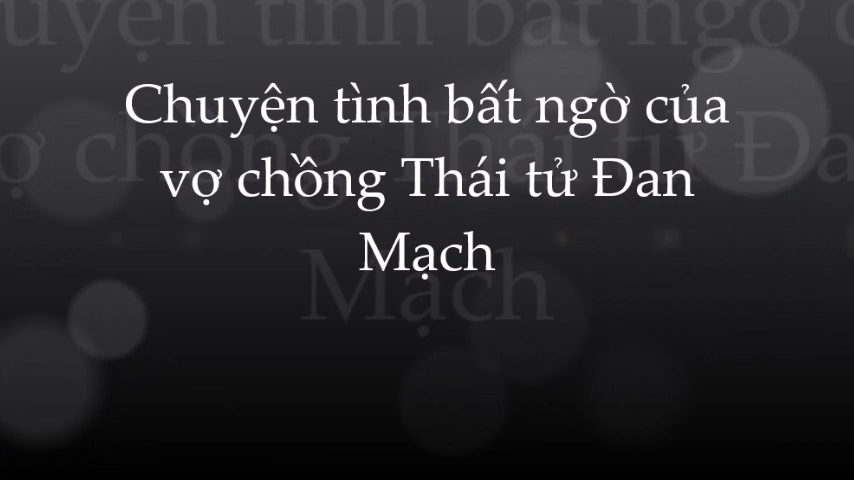 Chuyện tình bất ngờ của
vợ chồng Thái tử Đan
Mạch